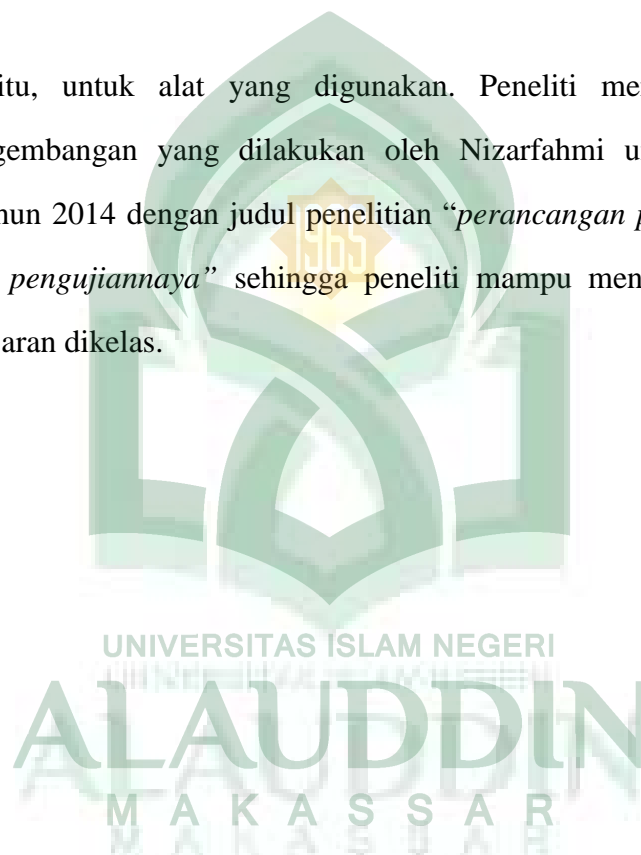 itu, untuk alat yang digunakan. Peneliti me
gembangan yang dilakukan oleh Nizarfahmi u
hun 2014 dengan judul penelitian “perancangan p
pengujiannaya” sehingga peneliti mampu men
aran dikelas.
1965
UNIVERSITAS ISLAM NEGERI
ALAUDDIN
MAKASSAR